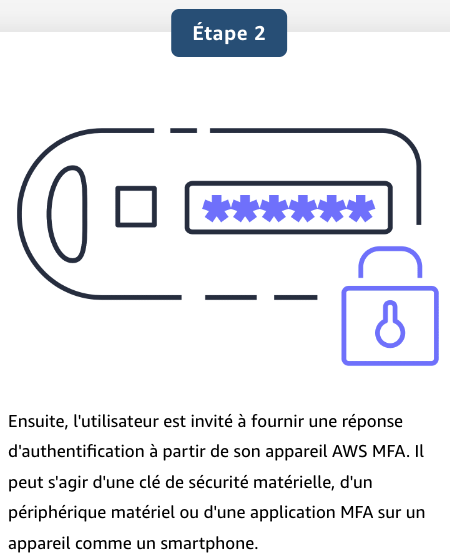 Étape 2
******
Ensuite, l'utilisateur est invité à fournir une réponse
d'authentification à partir de son appareil AWS MFA. Il
peut s'agir d'une clé de sécurité matérielle, d'un
périphérique matériel ou d'une application MFA sur un
appareil comme un smartphone.